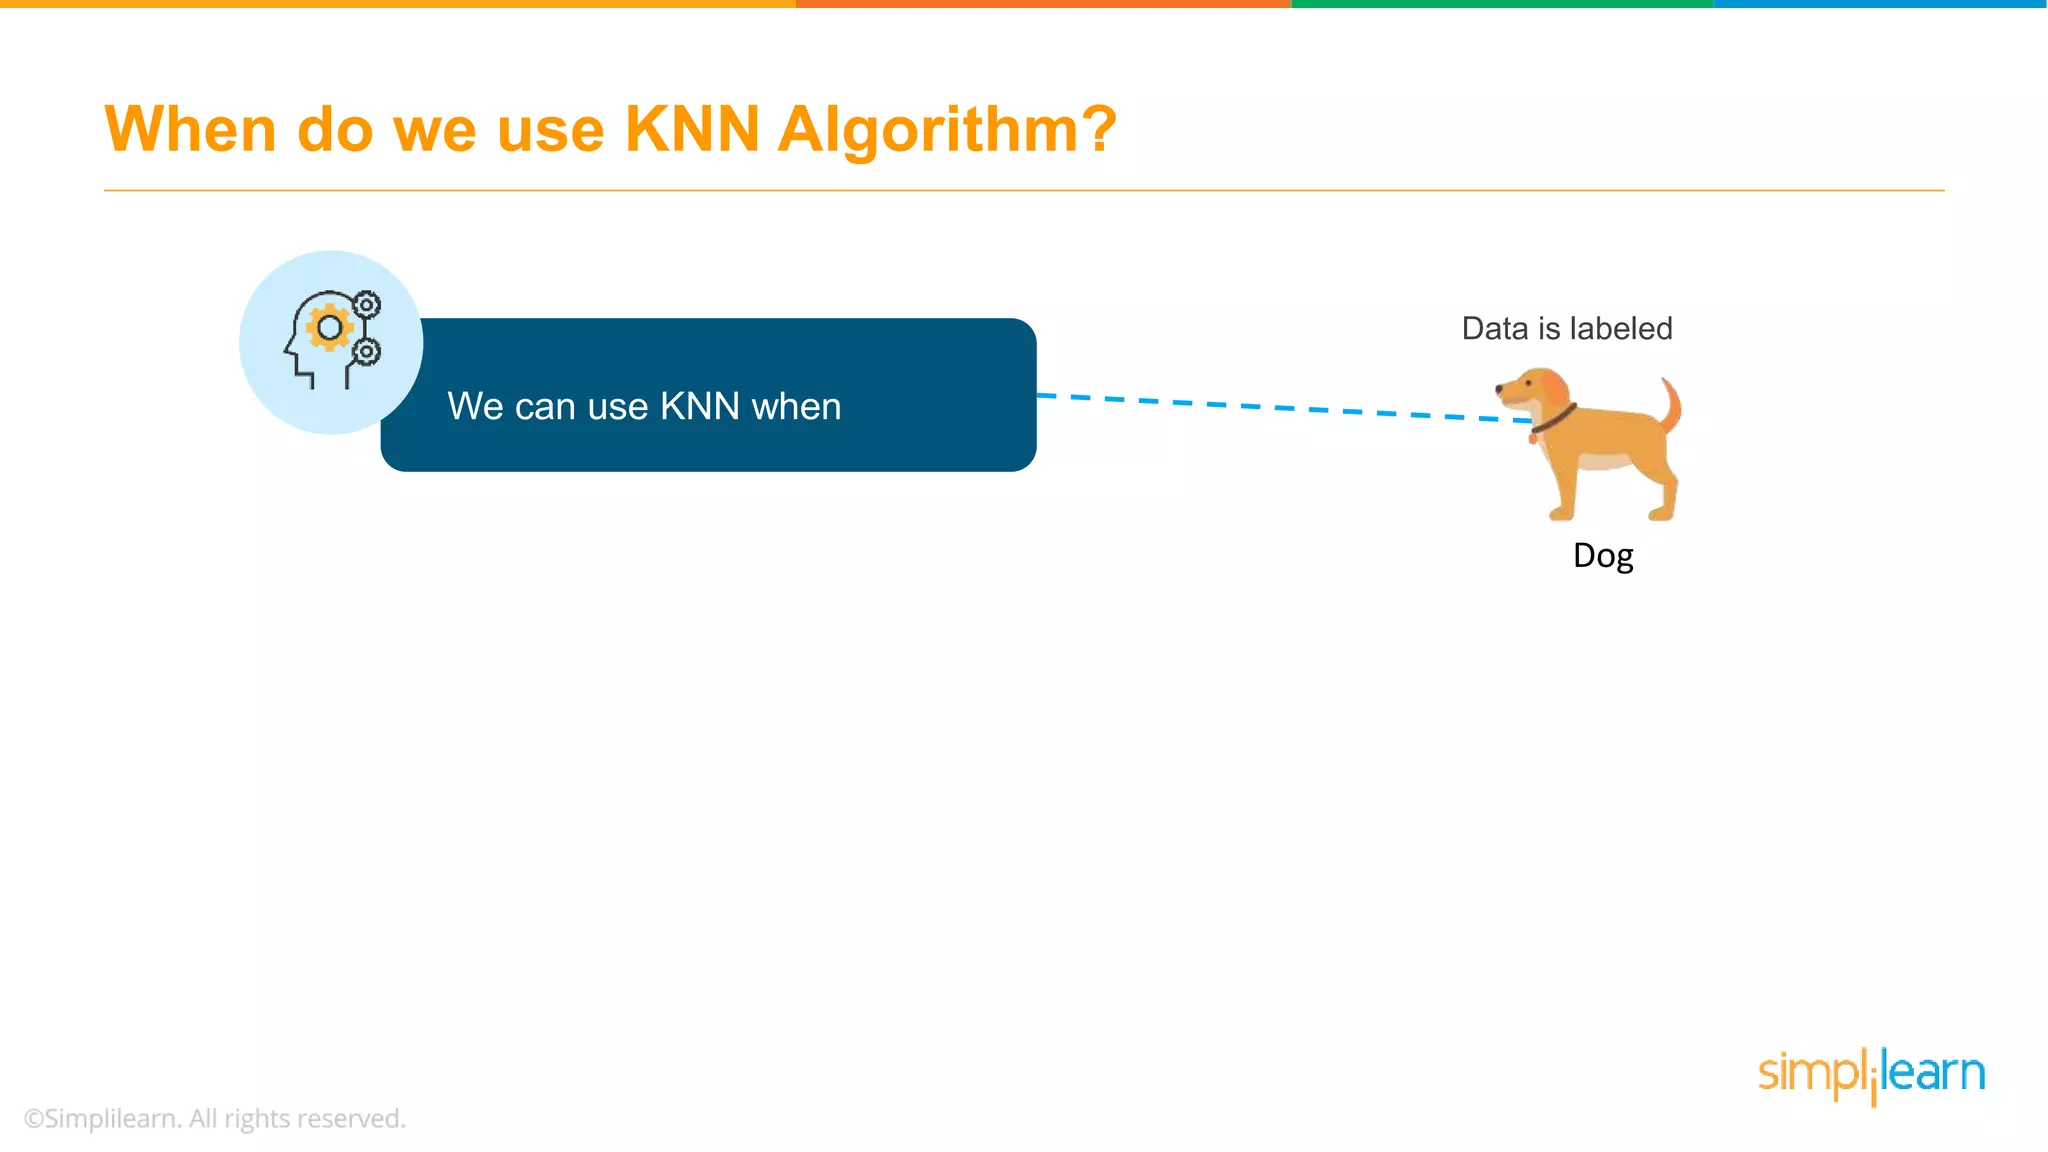 When do we use KNN Algorithm?
Data is labeled
We can use KNN when
Dog
simplilearn
©Simplilearn. All rights reserved.